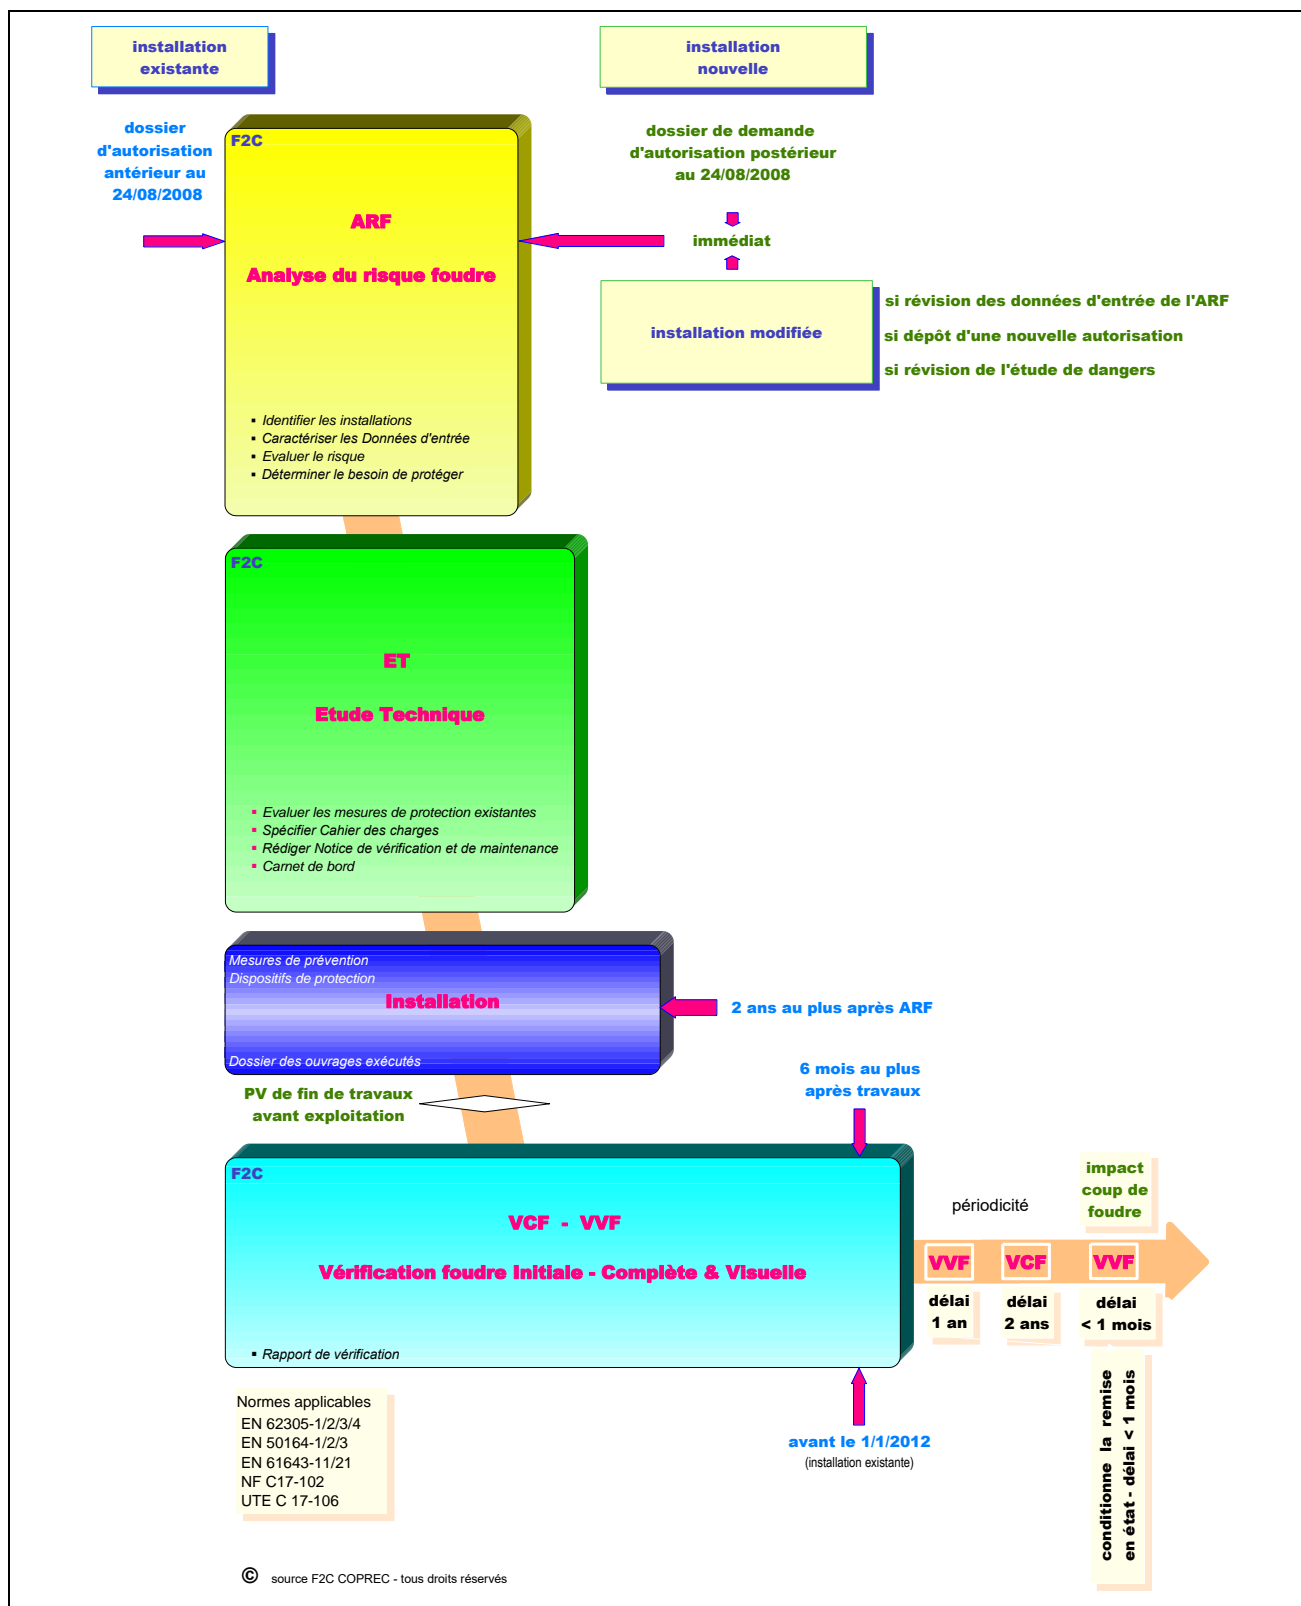 installation
existante
installation
nouvelle
dossier
d'autorisation
antérieur au
24/08/2008
dossier de demande
d'autorisation postérieur
au 24/08/2008
immédiat
F2C
ARF
Analyse du risque foudre
▪ Identifier les installations
▪ Caractériser les Données d'entrée
▪ Evaluer le risque
▪ Déterminer le besoin de protéger
installation modifiée
si révision des données d'entrée de l'ARF
si dépôt d'une nouvelle autorisation
si révision de l'étude de dangers
F2C
ET
Etude Technique
▪ Evaluer les mesures de protection existantes
▪ Spécifier Cahier des charges
▪ Rédiger Notice de vérification et de maintenance
▪ Carnet de bord
Mesures de prévention
Dispositifs de protection
Installation
Dossier des ouvrages exécutés
2 ans au plus après ARF
PV de fin de travaux
avant exploitation
6 mois au plus
après travaux
F2C
VCF - VVF
Vérification foudre Initiale - Complète & Visuelle
▪ Rapport de vérification
périodicité
impact
coup de
foudre
VVF
VCF
VVF
délai
1 an
délai
2 ans
délai
< 1 mois
conditionne la remise
en état - délai < 1 mois
avant le 1/1/2012
(installation existante)
Normes applicables
EN 62305-1/2/3/4
EN 50164-1/2/3
EN 61643-11/21
NF C17-102
UTE C 17-106
© source F2C COPREC - tous droits réservés